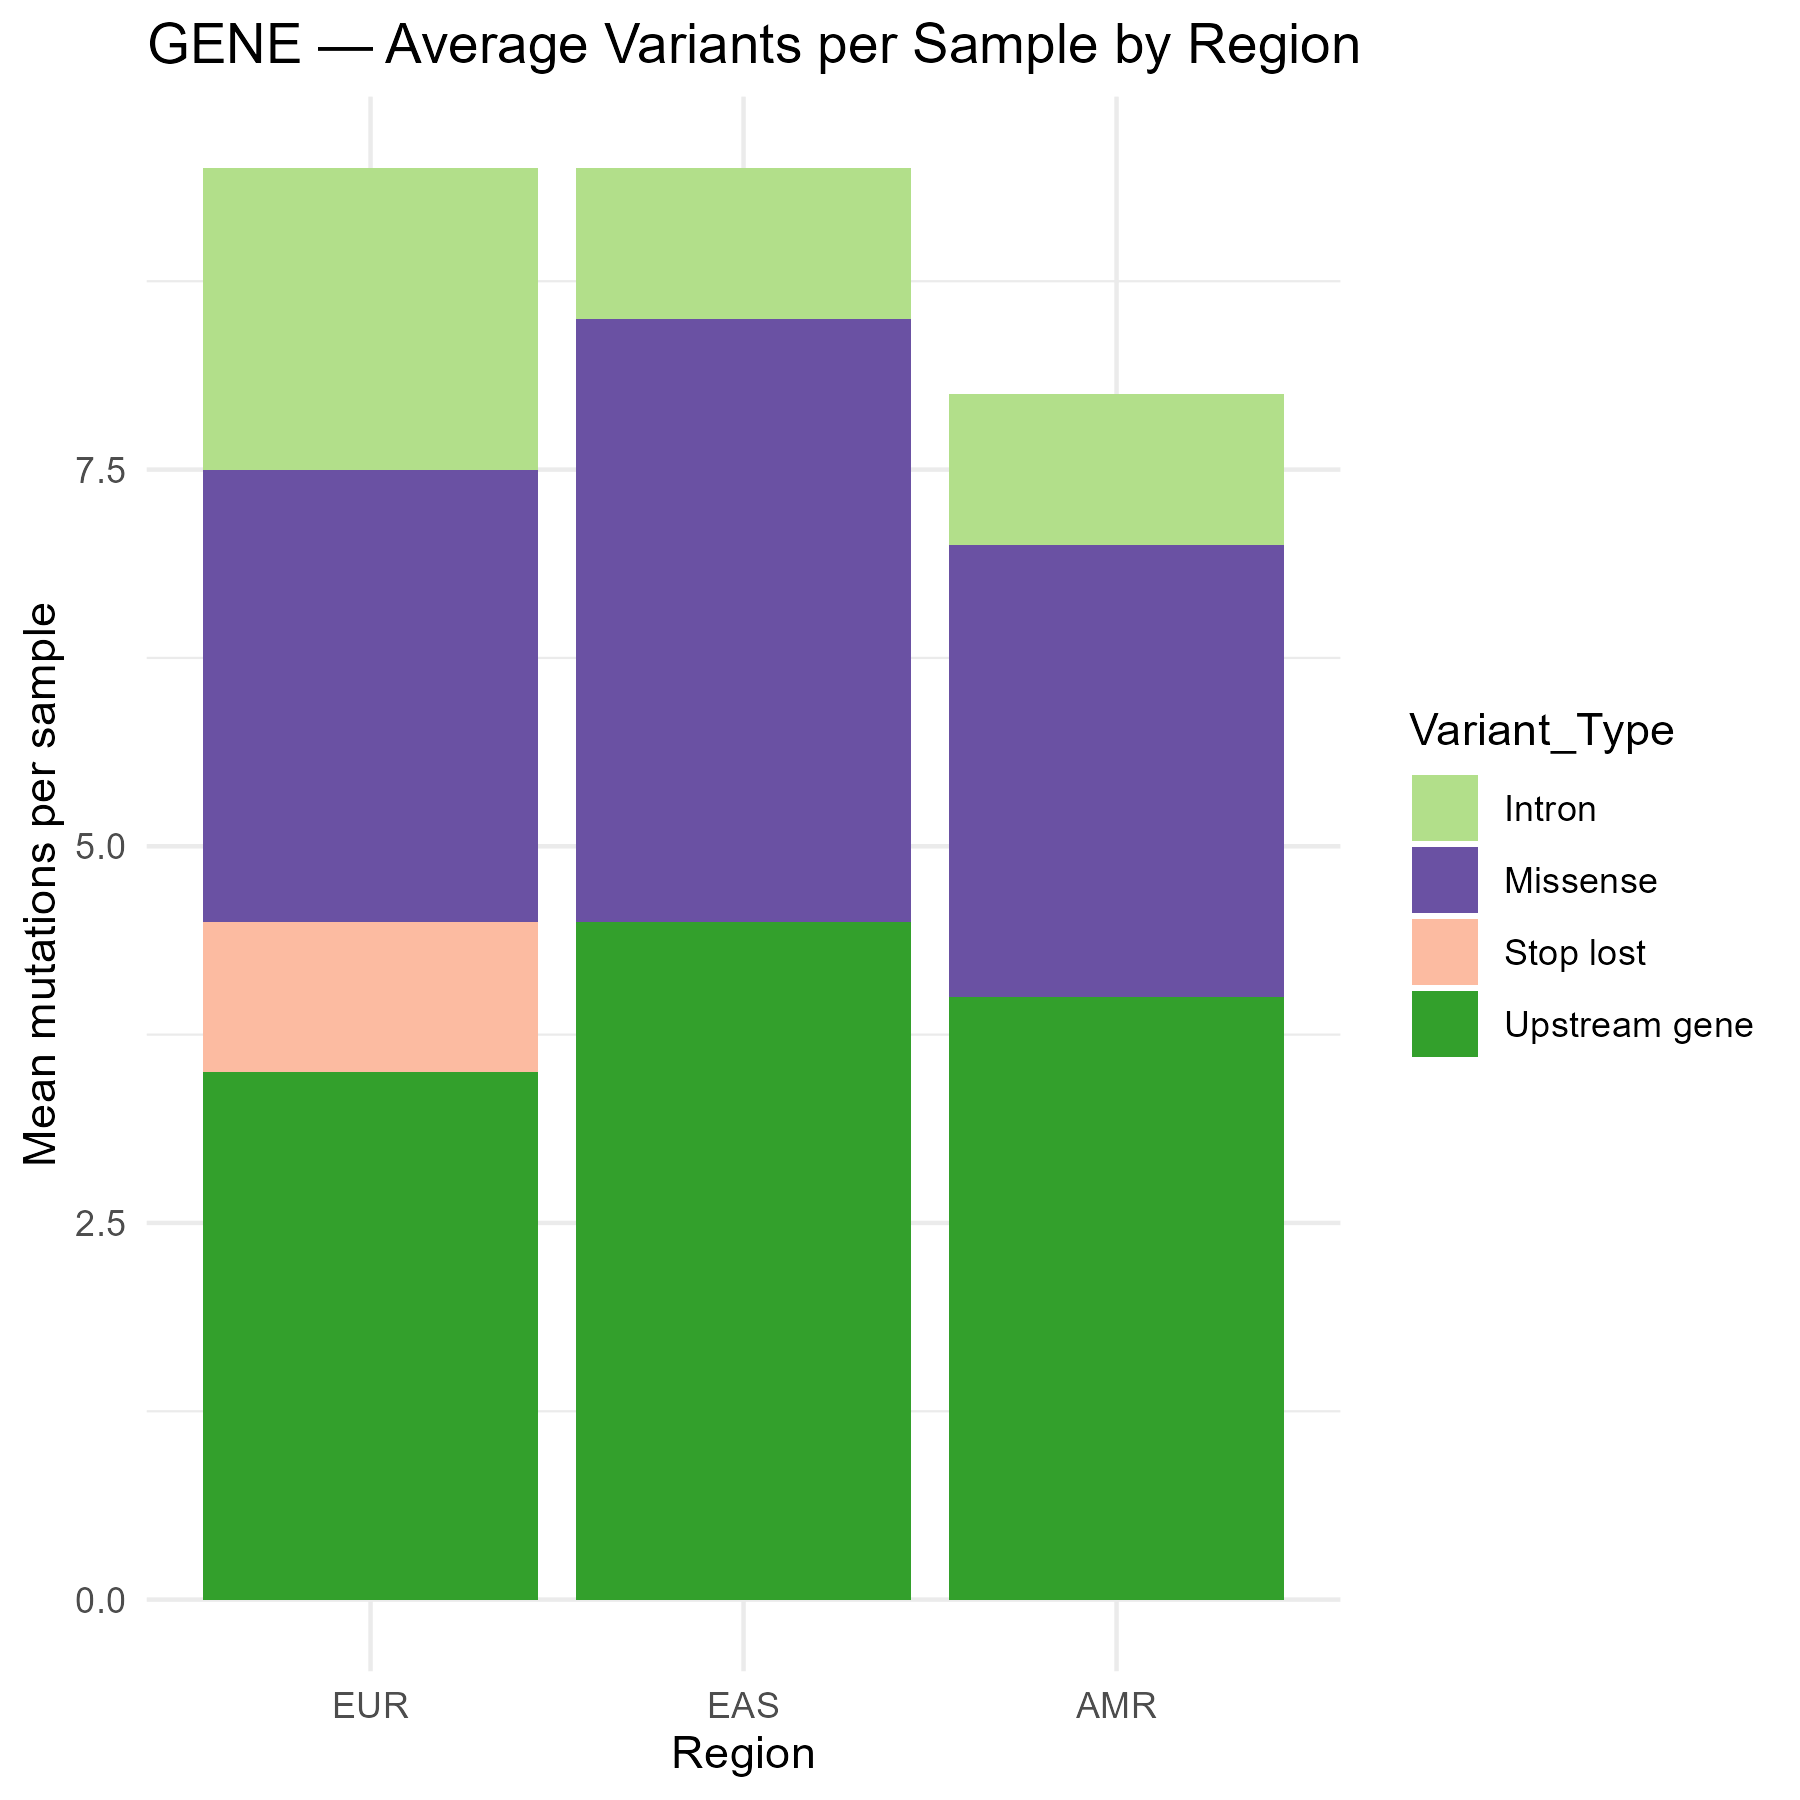 GENE — Average Variants per Sample by Region
Mean mutations per sample
7.5
5.0
2.5
0.0
EUR
EAS
AMR
Region
Variant_Type
Intron
Missense
Stop lost
Upstream gene